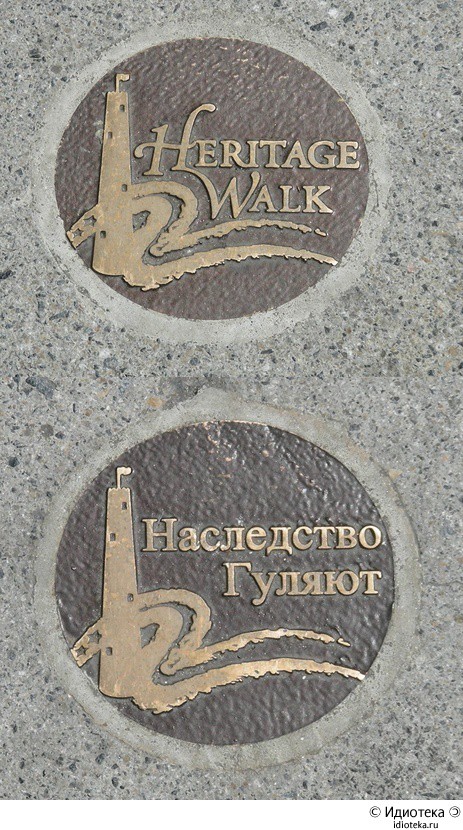 HERITAGE
WALK
Наследство
Гуляют
© Идиотека
idioteka.ru